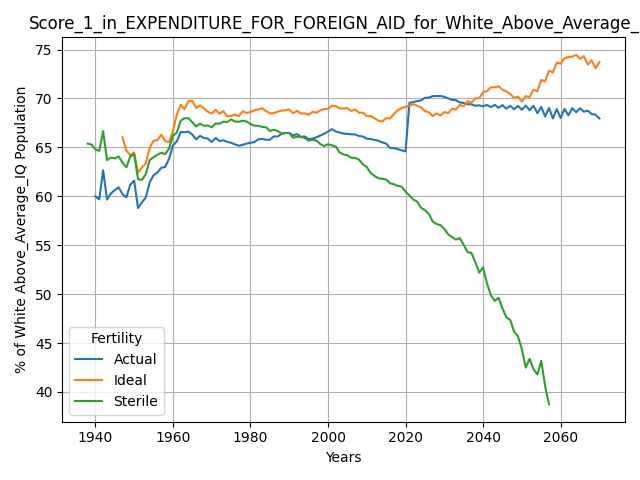 Score_1_in_EXPENDITURE_FOR_FOREIGN_AID_for_White_Above_Average_
% of White Above_Average_IQ Population
75
70
65
60
55
50
45
40
Fertility
Actual
Ideal
Sterile
1940 1960 1980 2000 2020 2040 2060
Years